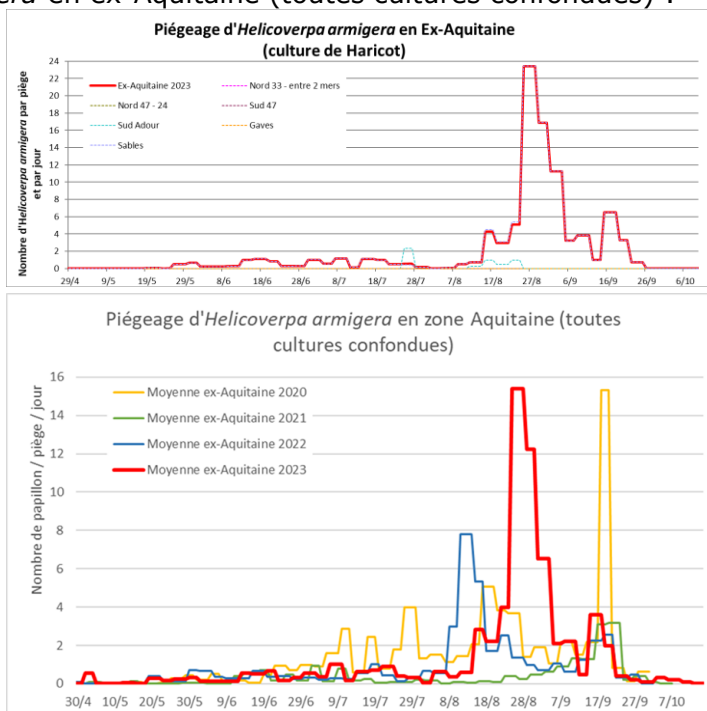 en ex-Aquitaine (toutes cultures confondues) :
Piégeage d'Helicoverpa armigera en Ex-Aquitaine
(culture de Haricot)
Nombre d'Helicoverpa armigera par piège
et par jour
24
22
20
18
16
14
12
10
8
6
4
2
0
Ex-Aquitaine 2023
Nord 33 - entre 2 mers
Nord 47 - 24
Sud 47
Sud Adour
Gaves
Sables
29/4 9/5 19/5 29/5 8/6 18/6 28/6 8/7 18/7 28/7 7/8 17/8 27/8 6/9 16/9 26/9 6/10
Piégeage d'Helicoverpa armigera en zone Aquitaine (toutes
cultures confondues)
Nombre de papillon / piège / jour
16
14
12
10
8
6
4
2
0
Moyenne ex-Aquitaine 2020
Moyenne ex-Aquitaine 2021
Moyenne ex-Aquitaine 2022
Moyenne ex-Aquitaine 2023
30/4 10/5 20/5 30/5 9/6 19/6 29/6 9/7 19/7 29/7 8/8 18/8 28/8 7/9 17/9 27/9 7/10